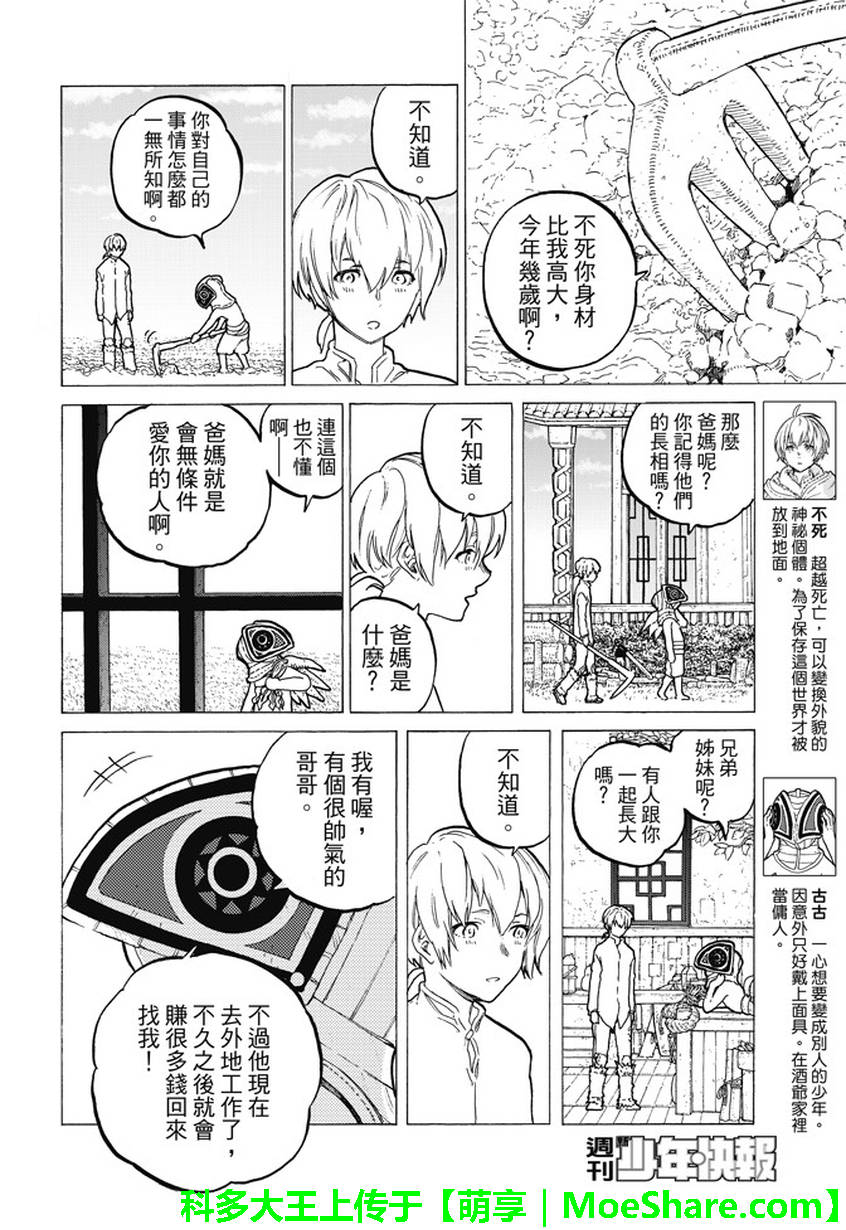 不死你身材
比我高大，
今年幾歲啊？
不知道。
你對自己的
事情怎麼都
一無所知啊。
那麼
爸媽呢？
你記得他們
的長相嗎？
不知道。
爸媽是
什麼？
連這個
也不懂
啊——
爸媽就是
會無條件
愛你的人啊。
兄弟
姊妹呢？
有人跟你
一起長大
嗎？
不知道。
我有喔，
有個很帥氣的
哥哥。
不過他現在
去外地工作了，
不久之後就會
賺很多錢回來
找我！
不死　超越死亡，可以變換外貌的
神祕個體。為了保存這個世界才被
放到地面。
古古　一心想要變成別人的少年。
因意外只好戴上面具。在酒爺家裡
當傭人。
週刊 新少年快報
科多大王上传于【萌享｜MoeShare.com】